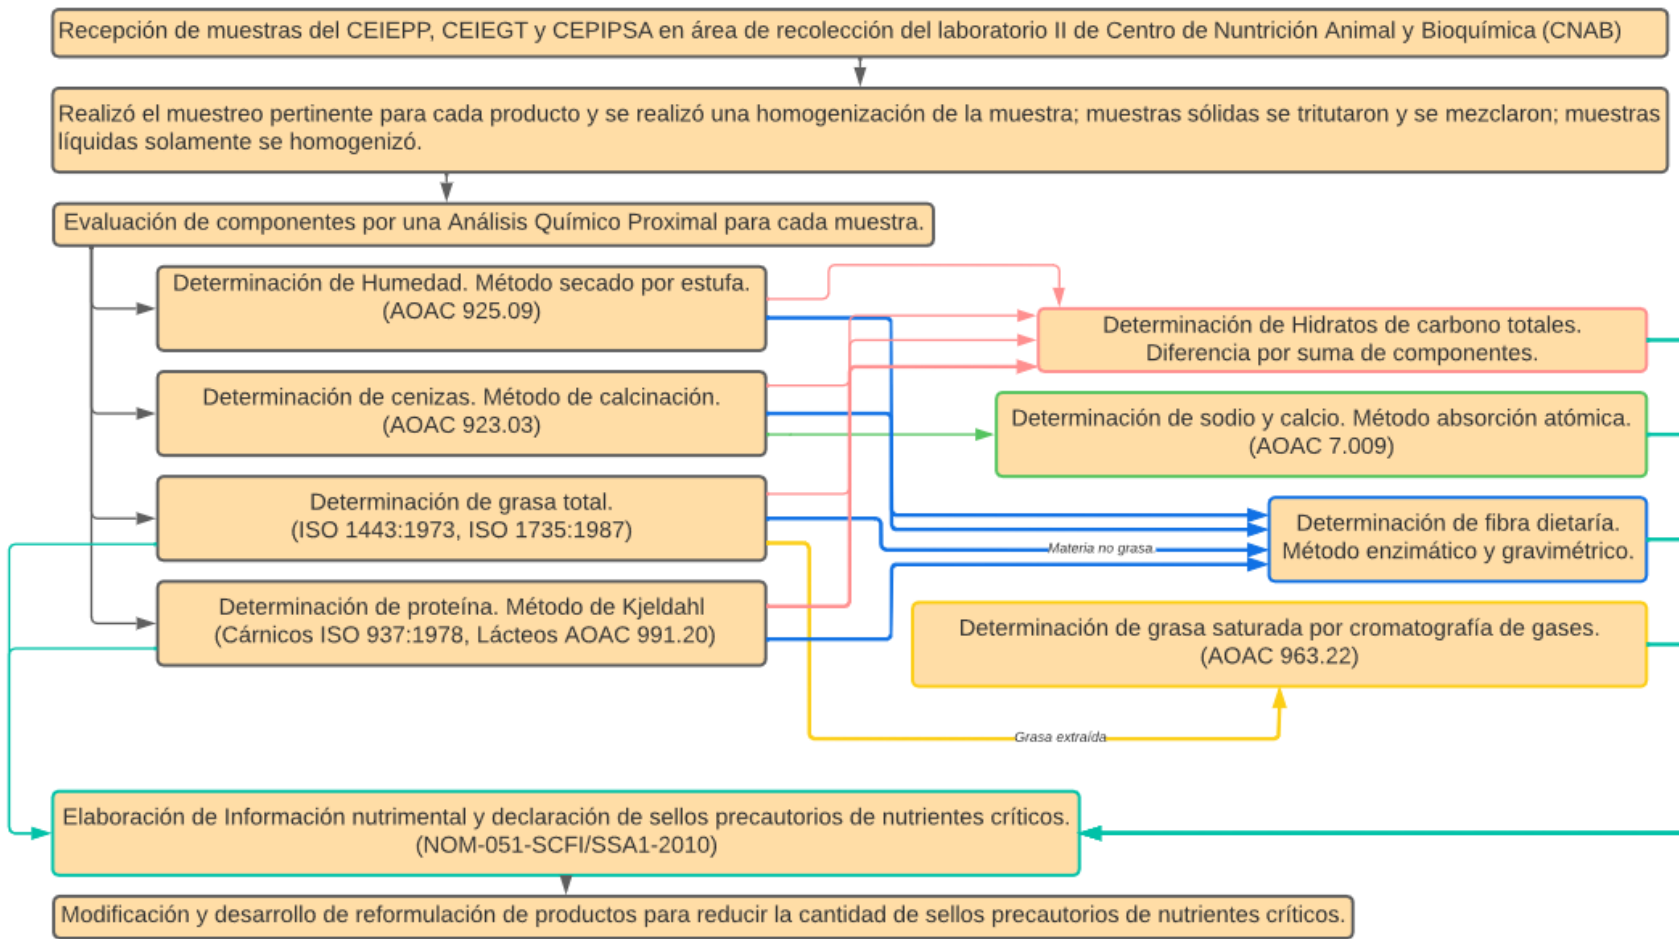 Recepción de muestras del CEIEPP, CEIEGT y CEPIPSA en área de recolección del laboratorio II de Centro de Nuntrición Animal y Bioquímica (CNAB)
Realizó el muestreo pertinente para cada producto y se realizó una homogenización de la muestra; muestras sólidas se tritutaron y se mezclaron; muestras
líquidas solamente se homogenizó.
Evaluación de componentes por una Análisis Químico Proximal para cada muestra.
Determinación de Humedad. Método secado por estufa.
(AOAC 925.09)
Determinación de cenizas. Método de calcinación.
(AOAC 923.03)
Determinación de grasa total.
(ISO 1443:1973, ISO 1735:1987)
Determinación de proteína. Método de Kjeldahl
(Cárnicos ISO 937:1978, Lácteos AOAC 991.20)
Determinación de Hidratos de carbono totales.
Diferencia por suma de componentes.
Determinación de sodio y calcio. Método absorción atómica.
(AOAC 7.009)
Determinación de fibra dietaría.
Método enzimático y gravimétrico.
Materia no grasa.
Determinación de grasa saturada por cromatografía de gases.
(AOAC 963.22)
Grasa extraída
Elaboración de Información nutrimental y declaración de sellos precautorios de nutrientes críticos.
(NOM-051-SCFI/SSA1-2010)
Modificación y desarrollo de reformulación de productos para reducir la cantidad de sellos precautorios de nutrientes críticos.